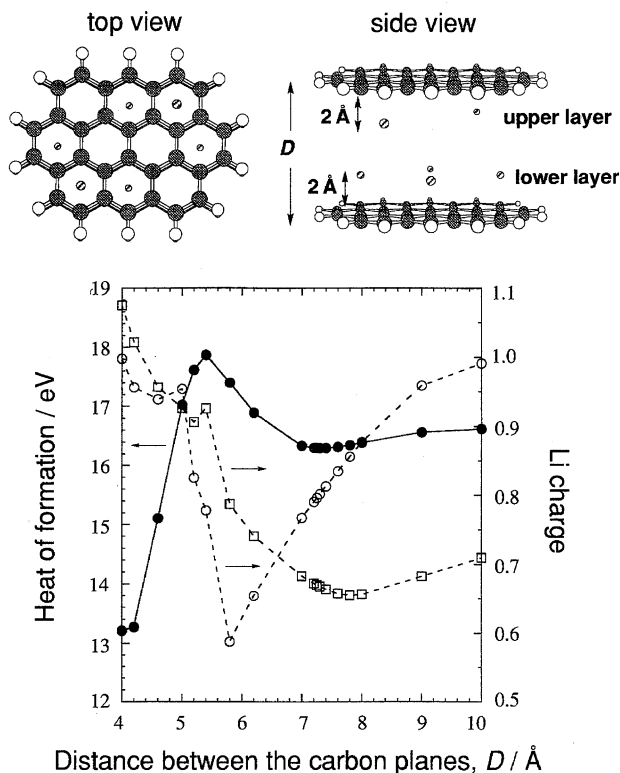 top view
side view
2 Å
upper layer
D
2 Å
lower layer
19
18
17
16
15
14
13
12
Heat of formation / eV
1.1
1.0
0.9
0.8
0.7
0.6
0.5
Li charge
4 5 6 7 8 9 10
Distance between the carbon planes, D / Å